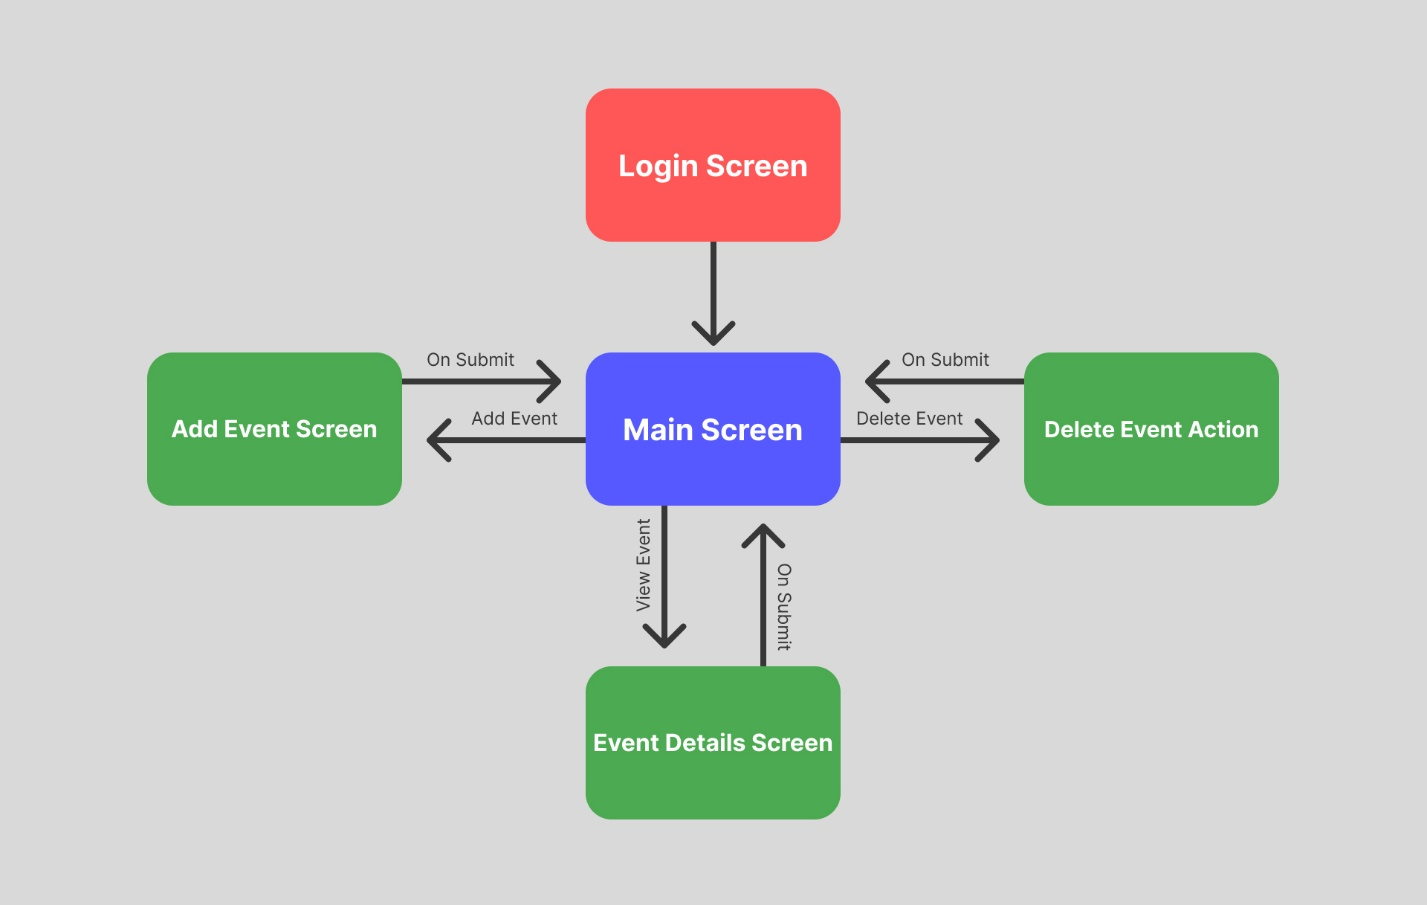 Login Screen
On Submit
On Submit
Add Event Screen
Add Event
Main Screen
Delete Event
Delete Event Action
View Event
On Submit
Event Details Screen